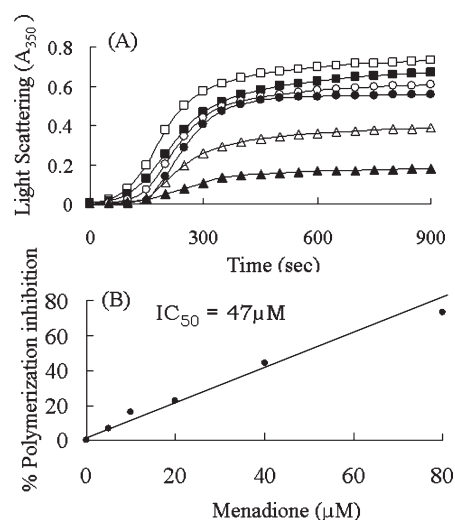 (A)
Light Scattering (A350)
0.8
0.6
0.4
0.2
0
0 300 600 900
Time (sec)
(B)
IC50 = 47µM
% Polymerization inhibition
80
60
40
20
0
0 20 40 60 80
Menadione (µM)